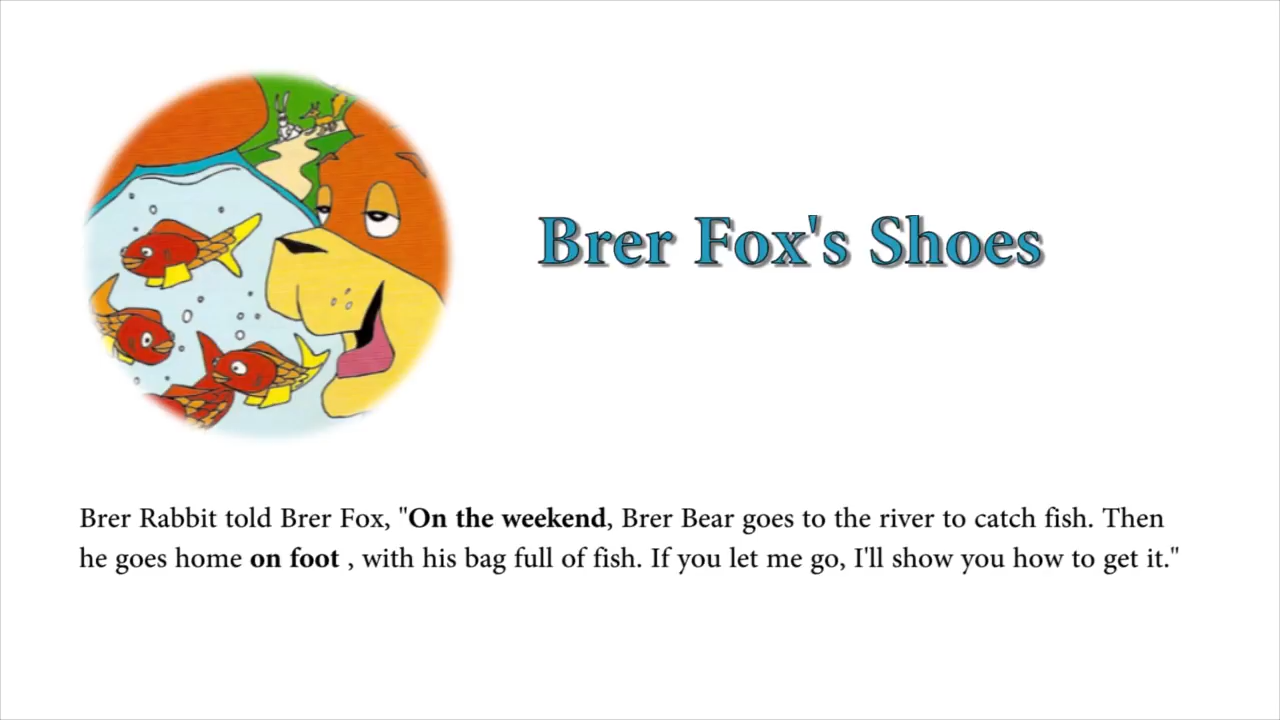 Brer Fox's Shoes
Brer Rabbit told Brer Fox, "On the weekend, Brer Bear goes to the river to catch fish. Then
he goes home on foot , with his bag full of fish. If you let me go, I'll show you how to get it."